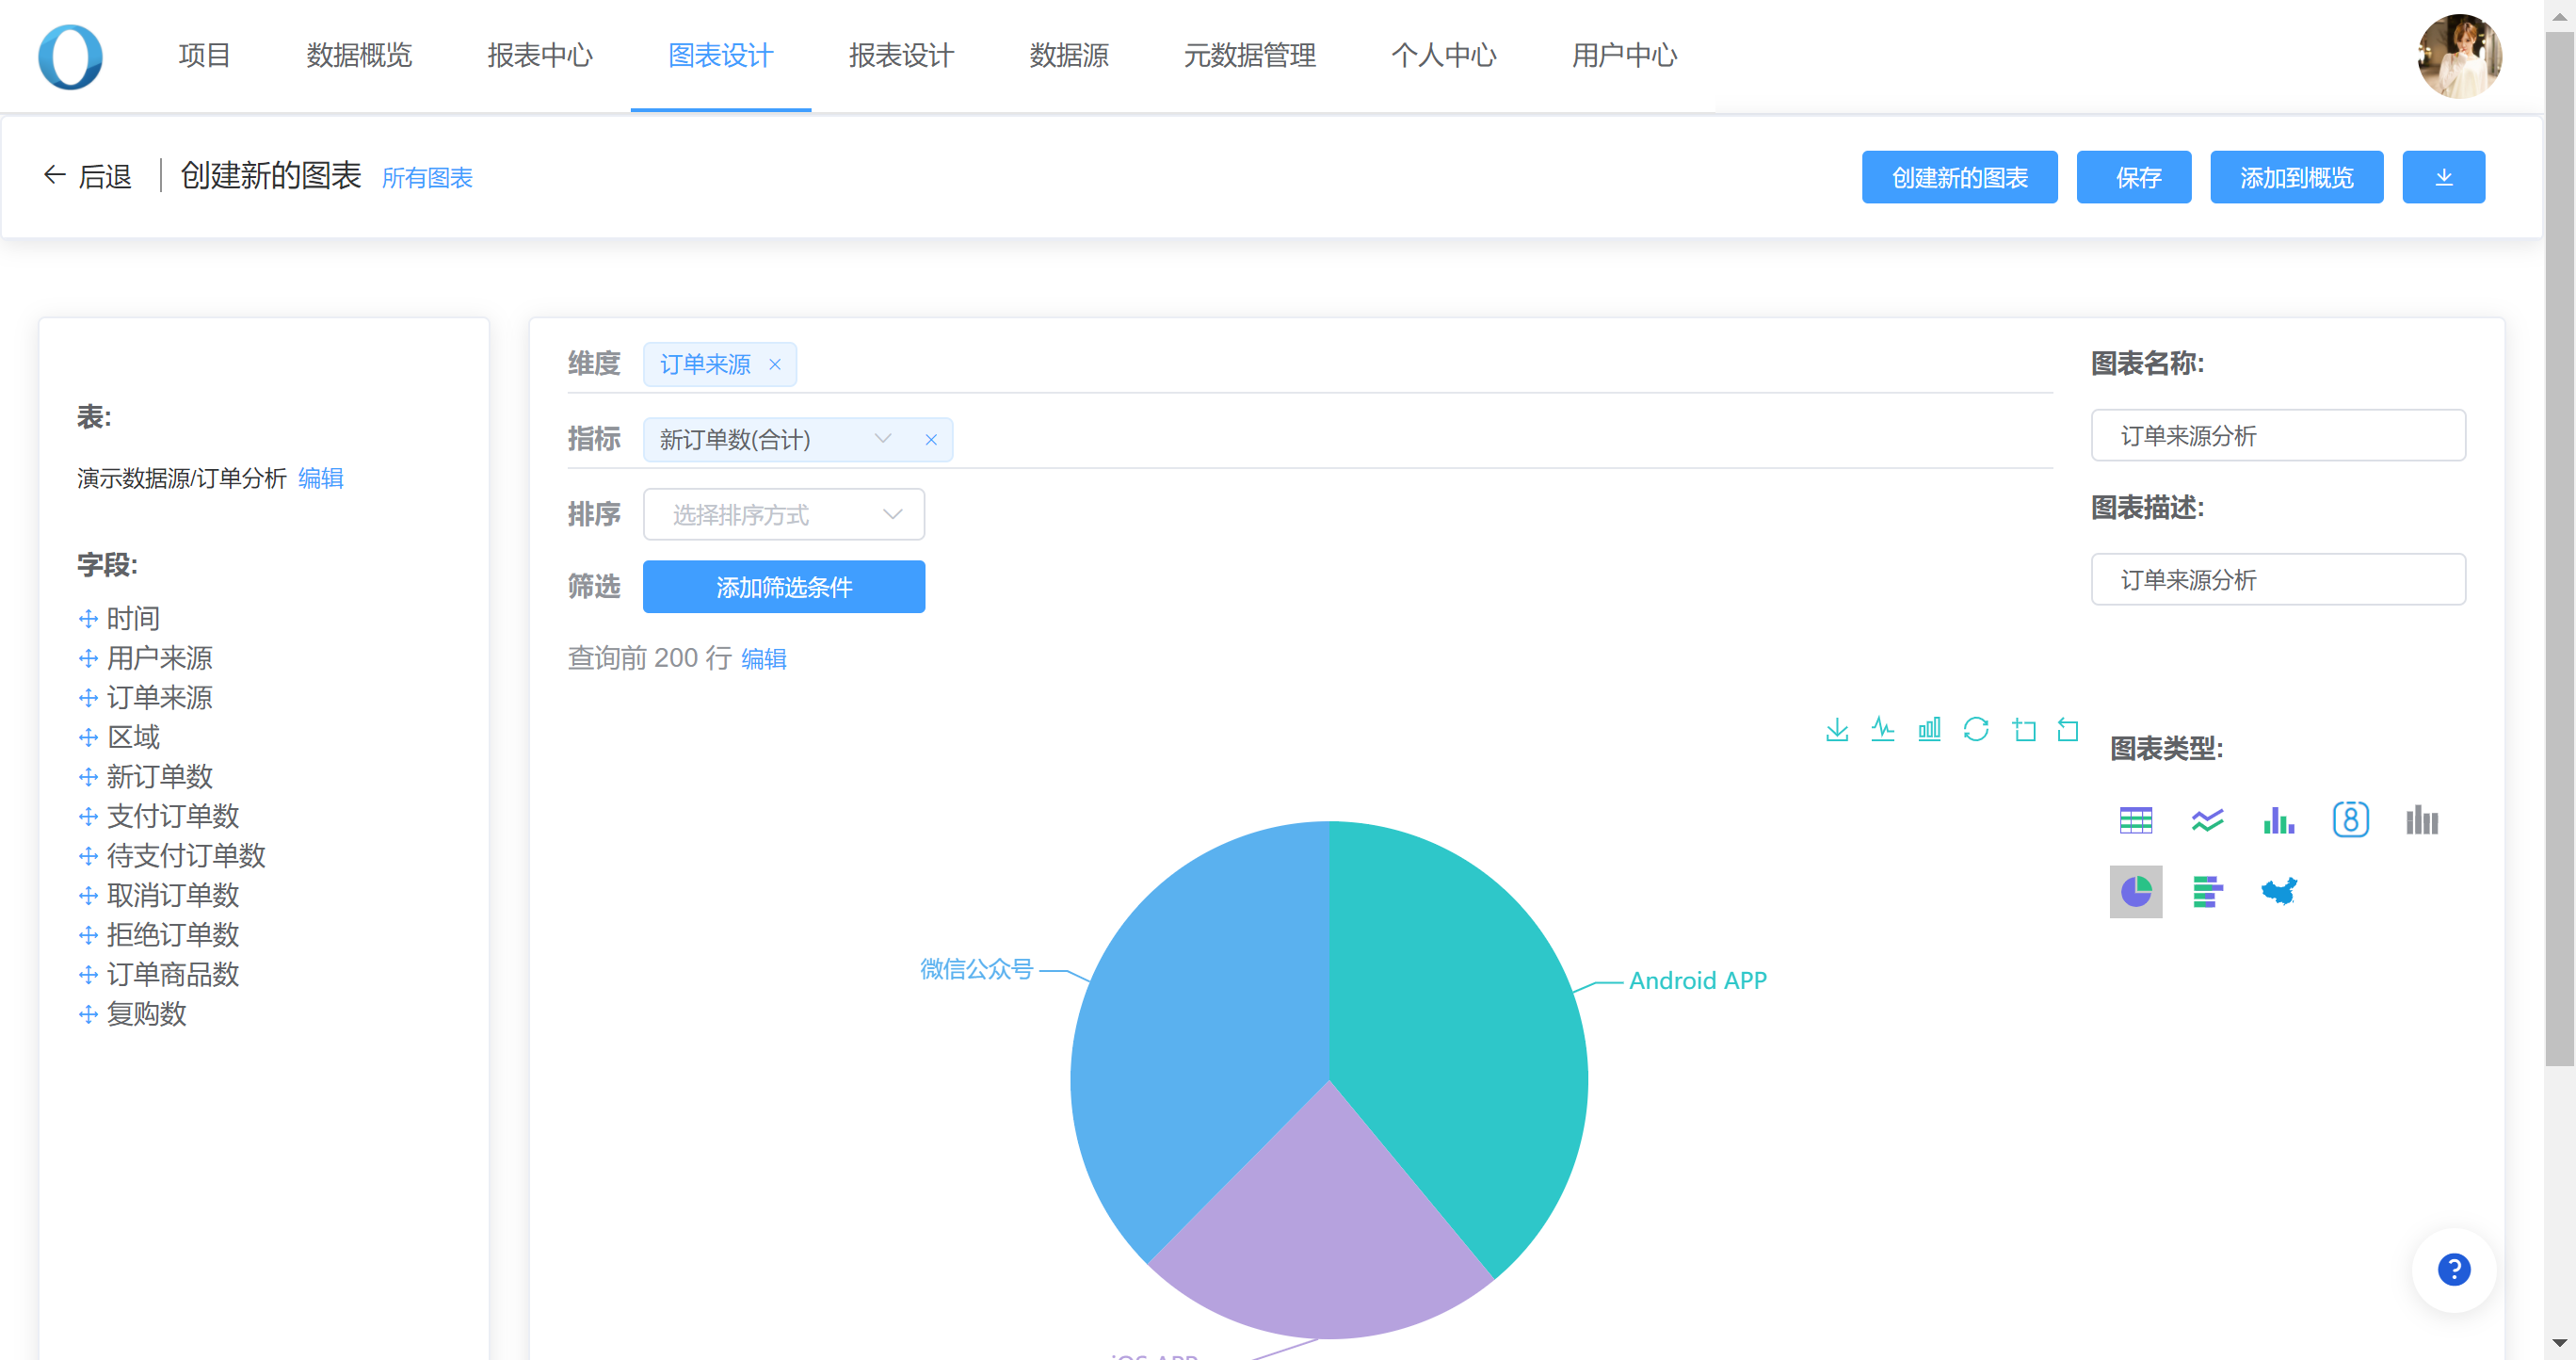 项目 数据概览 报表中心 图表设计 报表设计 数据源 元数据管理 个人中心 用户中心
后退 创建新的图表 所有图表 创建新的图表 保存 添加到概览
表:
演示数据源/订单分析 编辑
字段:
时间
用户来源
订单来源
区域
新订单数
支付订单数
待支付订单数
取消订单数
拒绝订单数
订单商品数
复购数
维度 订单来源
指标 新订单数(合计)
排序 选择排序方式
筛选 添加筛选条件
查询前 200 行 编辑
图表名称:
订单来源分析
图表描述:
订单来源分析
图表类型:
微信公众号
Android APP
iOS APP